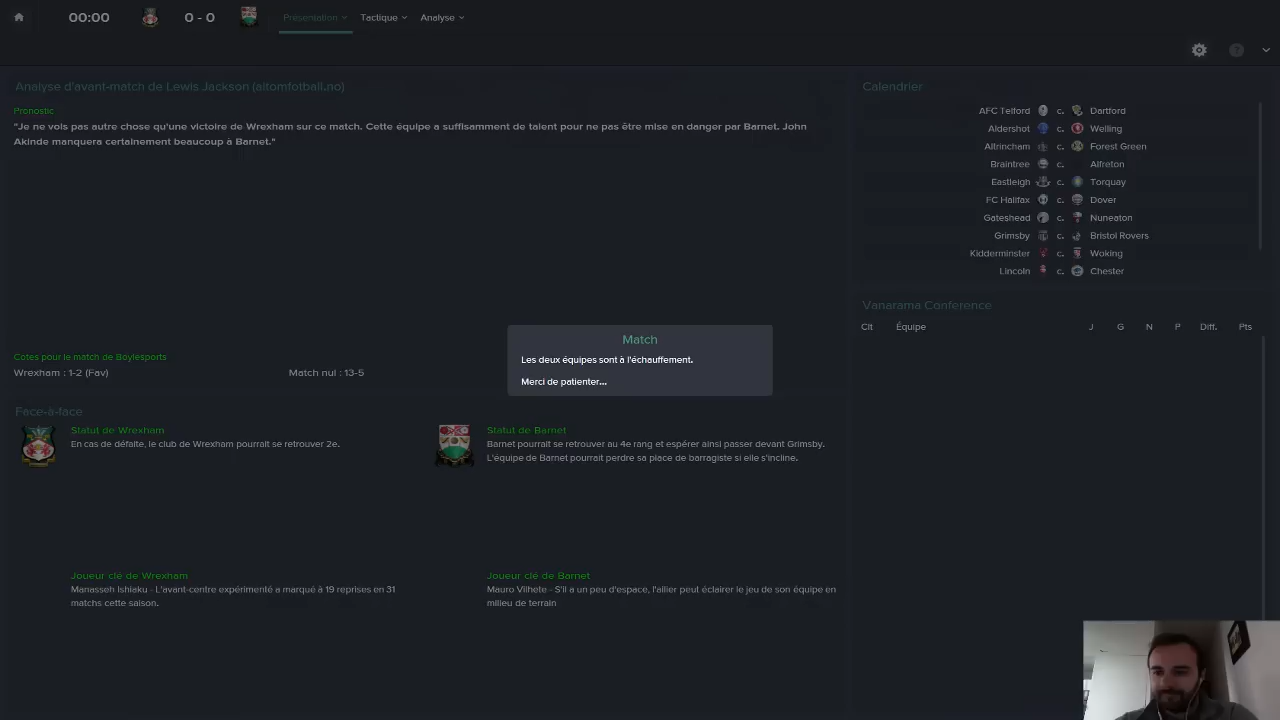 00:00
0 - 0
Présentation
Tactique
Analyse
?
Analyse d'avant-match de Lewis Jackson (altomfotball.no)
Pronostic
"Je ne vois pas autre chose qu'une victoire de Wrexham sur ce match. Cette équipe a suffisamment de talent pour ne pas être mise en danger par Barnet. John
Akinde manquera certainement beaucoup à Barnet."
Cotes pour le match de Boylesports
Wrexham : 1-2 (Fav)
Match nul : 13-5
Match
Les deux équipes sont à l'échauffement.
Merci de patienter...
Face-à-face
Statut de Wrexham
En cas de défaite, le club de Wrexham pourrait se retrouver 2e.
Statut de Barnet
Barnet pourrait se retrouver au 4e rang et espérer ainsi passer devant Grimsby.
L'équipe de Barnet pourrait perdre sa place de barragiste si elle s'incline.
Joueur clé de Wrexham
Manasseh Ishiaku - L'avant-centre expérimenté a marqué à 19 reprises en 31
matchs cette saison.
Joueur clé de Barnet
Mauro Vilhete - S'il a un peu d'espace, l'ailier peut éclairer le jeu de son équipe en
milieu de terrain
Calendrier
AFC Telford c. Dartford
Aldershot c. Welling
Altrincham c. Forest Green
Braintree c. Alfreton
Eastleigh c. Torquay
FC Halifax c. Dover
Gateshead c. Nuneaton
Grimsby c. Bristol Rovers
Kidderminster c. Woking
Lincoln c. Chester
Vanarama Conference
Clt Équipe J G N P Diff. Pts